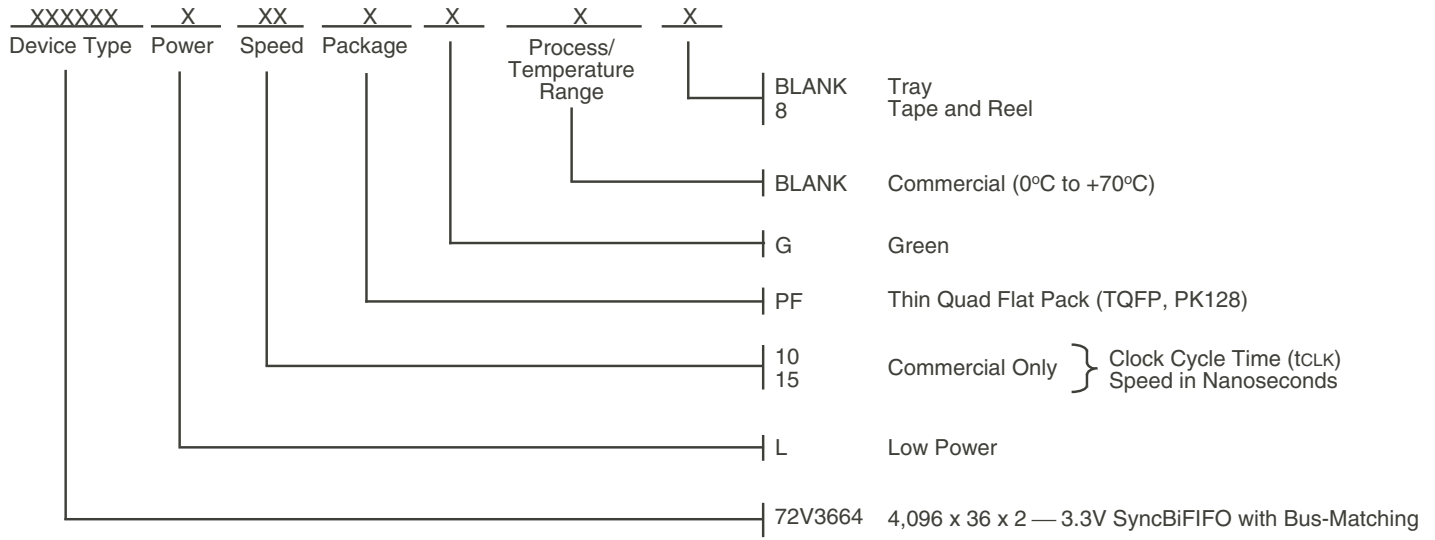 XXXXXX X XX X X X X
Device Type Power Speed Package Process/
Temperature
Range
BLANK Tray
8 Tape and Reel
BLANK Commercial (0ºC to +70ºC)
G Green
PF Thin Quad Flat Pack (TQFP, PK128)
10
15
Commercial Only
Clock Cycle Time (tCLK)
Speed in Nanoseconds
L Low Power
72V3664 4,096 x 36 x 2 — 3.3V SyncBiFIFO with Bus-Matching